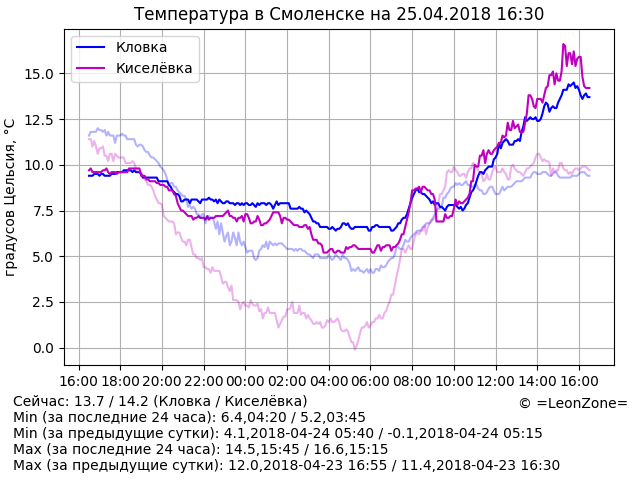 Температура в Смоленске на 25.04.2018 16:30
Кловка
Киселёвка
градусов Цельсия, °C
15.0
12.5
10.0
7.5
5.0
2.5
0.0
16:00 18:00 20:00 22:00 00:00 02:00 04:00 06:00 08:00 10:00 12:00 14:00 16:00
Сейчас: 13.7 / 14.2 (Кловка / Киселёвка)
© =LeonZone=
Min (за последние 24 часа): 6.4,04:20 / 5.2,03:45
Min (за предыдущие сутки): 4.1,2018-04-24 05:40 / -0.1,2018-04-24 05:15
Max (за последние 24 часа): 14.5,15:45 / 16.6,15:15
Max (за предыдущие сутки): 12.0,2018-04-23 16:55 / 11.4,2018-04-23 16:30